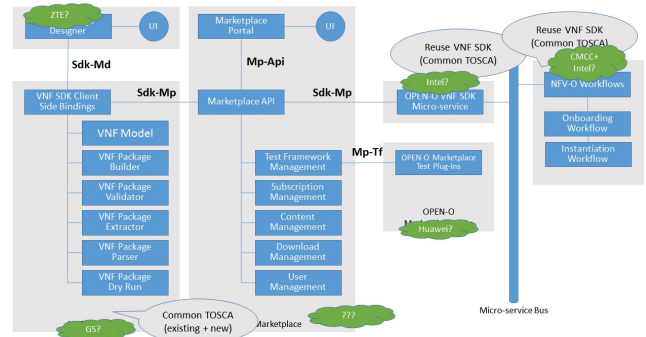 ZTE?
Designer
UI
Marketplace
Portal
UI
Reuse VNF SDK
(Common TOSCA)
Reuse VNF SDK
(Common TOSCA)
Sdk-Md
Mp-Api
Intel?
CMCC+
Intel?
NFV-O Workflows
VNF SDK Client
Side Bindings
Sdk-Mp
Marketplace API
Sdk-Mp
OPEN-O VNF SDK
Micro-service
Onboarding
Workflow
Instantiation
Workflow
VNF Model
VNF Package
Builder
VNF Package
Validator
VNF Package
Extractor
VNF Package
Parser
VNF Package
Dry Run
Test Framework
Management
Subscription
Management
Content
Management
Download
Management
User
Management
Mp-Tf
OPEN-O Marketplace
Test Plug-ins
OPEN-O
Huawei?
Micro-service Bus
Common TOSCA
(existing + new)
GS?
Marketplace
???